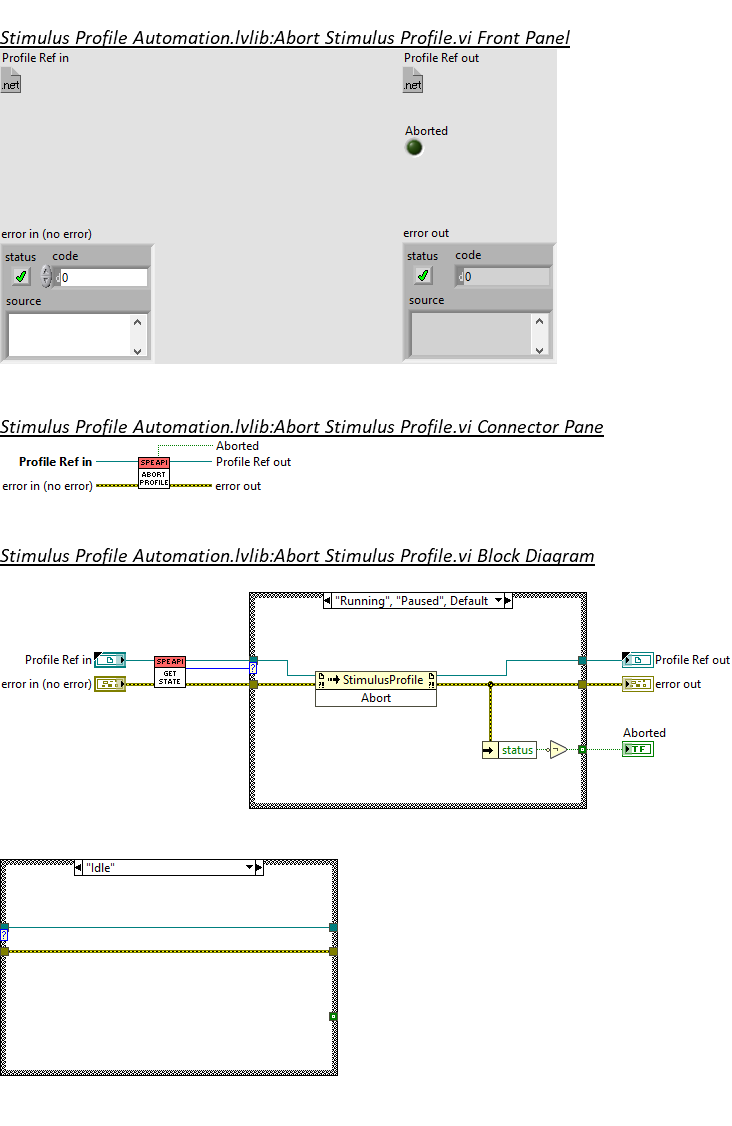 Stimulus Profile Automation.lvlib:Abort Stimulus Profile.vi Front Panel
Profile Ref in
Profile Ref out
.net
.net
Aborted
error in (no error)
error out
status
code
status
code
d
0
d
0
source
source
Stimulus Profile Automation.lvlib:Abort Stimulus Profile.vi Connector Pane
Aborted
Profile Ref in
SPEAPI
Profile Ref out
ABORT
PROFILE
error in (no error)
error out
Stimulus Profile Automation.lvlib:Abort Stimulus Profile.vi Block Diagram
"Running", "Paused", Default
Profile Ref in
SPEAPI
?
Profile Ref out
GET
STATE
StimulusProfile
?!
?!
error in (no error)
error out
Abort
Aborted
status
TF
"Idle"
?